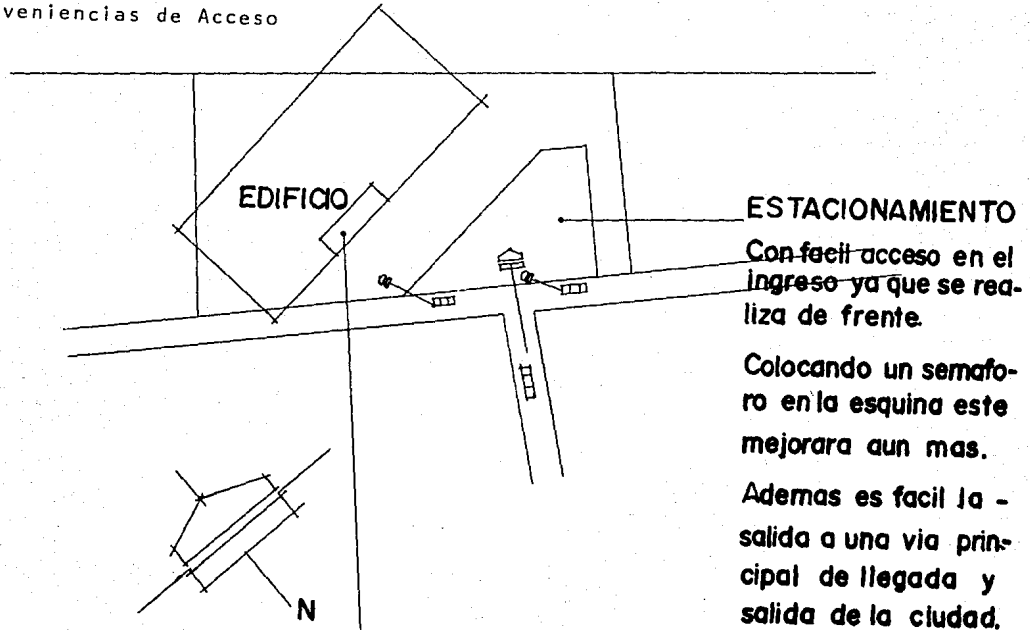 veniencias de Acceso
EDIFICIO
ESTACIONAMIENTO
Con facil acceso en el
ingreso ya que se rea-
liza de frente.
Colocando un semafo-
ro en la esquina este
mejorara aun mas.
Ademas es facil la -
salida a una via prin-
cipal de llegada y
salida de la ciudad.
N